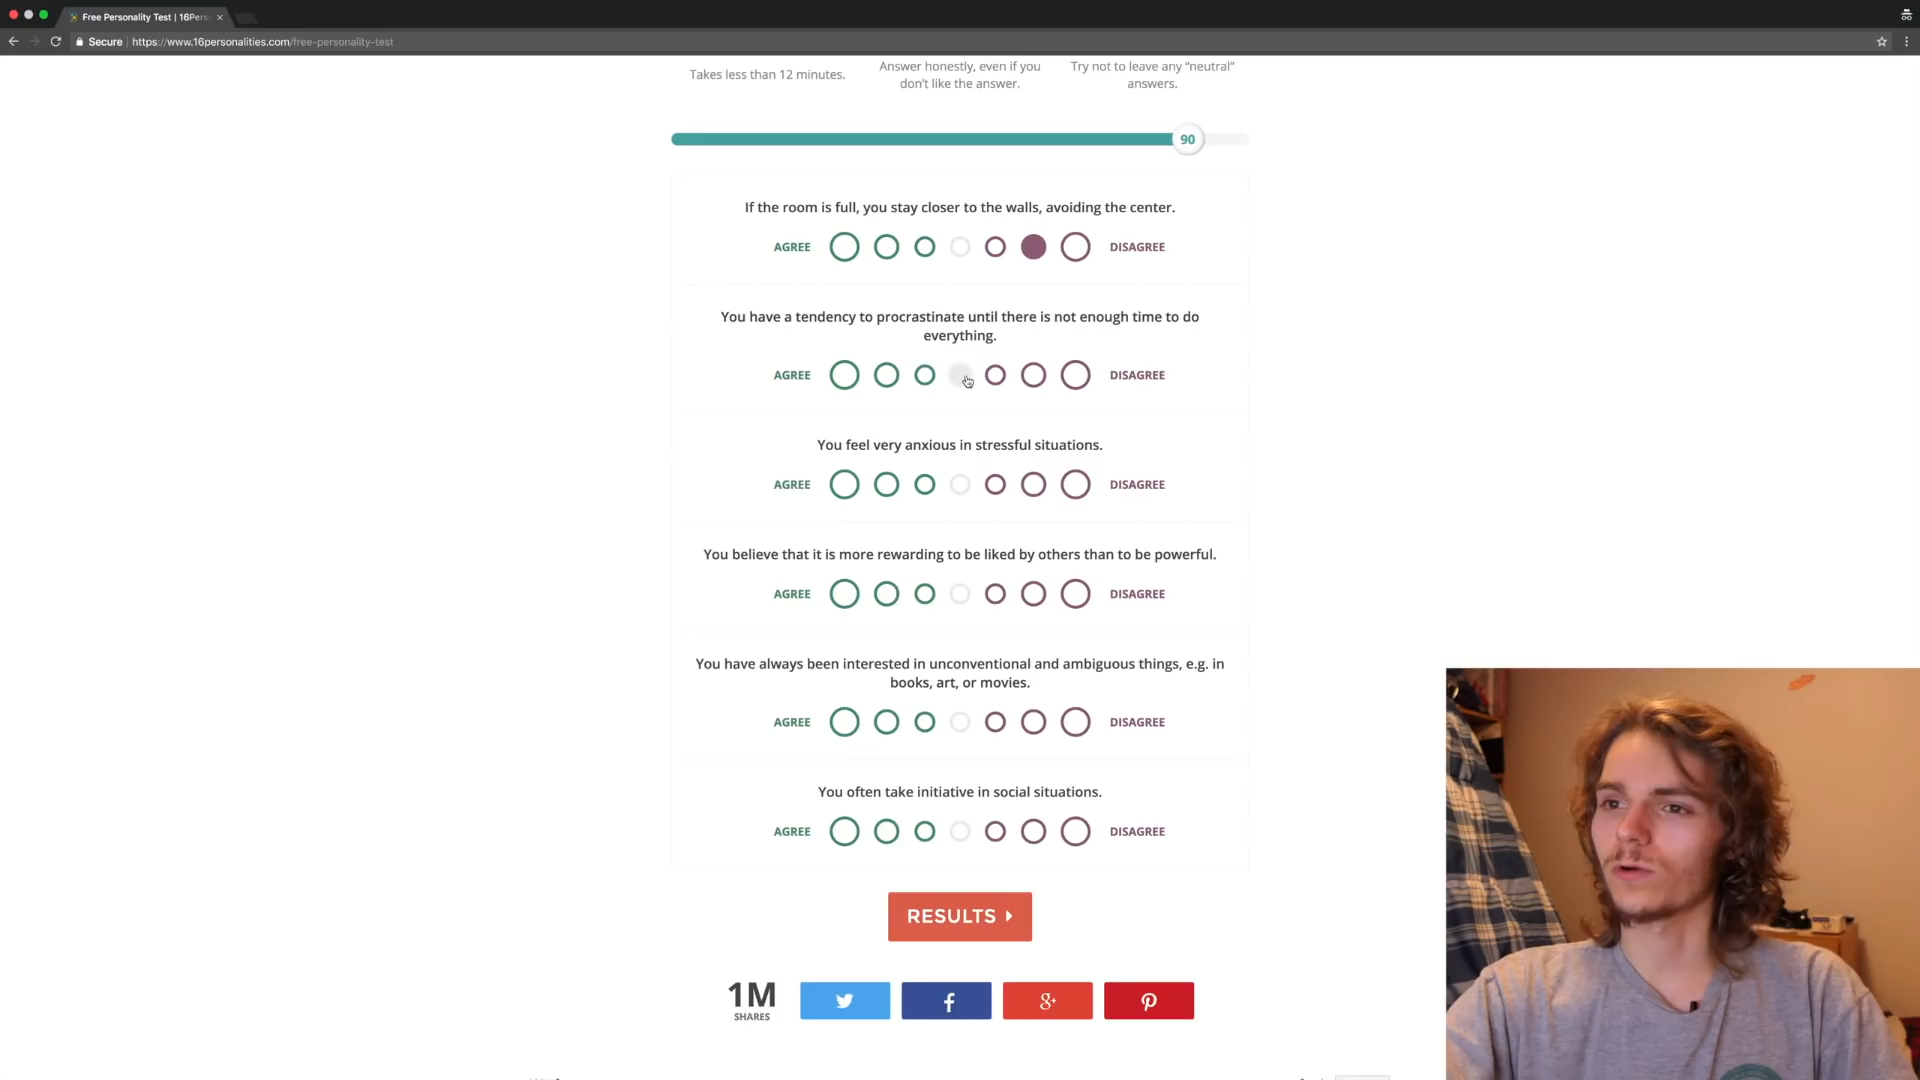 Free Personality Test | 16Pers
Secure
https://www.16personalities.com/free-personality-test
Takes less than 12 minutes.
Answer honestly, even if you
don't like the answer.
Try not to leave any “neutral”
answers.
90
If the room is full, you stay closer to the walls, avoiding the center.
AGREE DISAGREE
You have a tendency to procrastinate until there is not enough time to do
everything.
AGREE DISAGREE
You feel very anxious in stressful situations.
AGREE DISAGREE
You believe that it is more rewarding to be liked by others than to be powerful.
AGREE DISAGREE
You have always been interested in unconventional and ambiguous things, e.g. in
books, art, or movies.
AGREE DISAGREE
You often take initiative in social situations.
AGREE DISAGREE
RESULTS
1M
SHARES